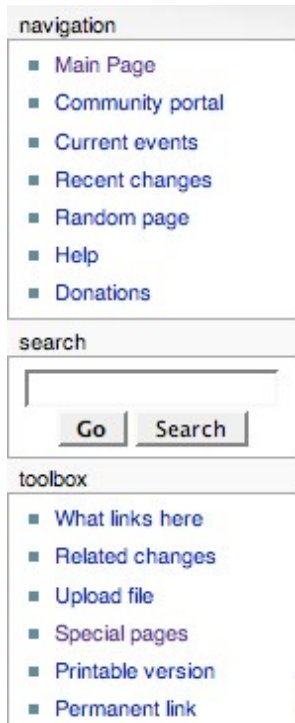 navigation
Main Page
Community portal
Current events
Recent changes
Random page
Help
Donations
search
Go Search
toolbox
What links here
Related changes
Upload file
Special pages
Printable version
Permanent link